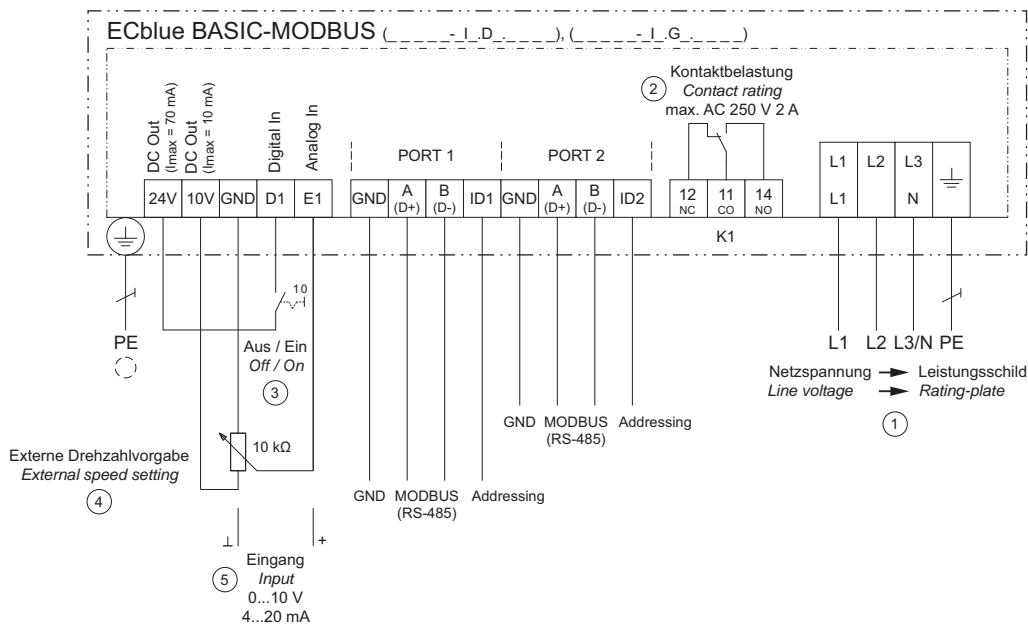 ECblue BASIC-MODBUS (_ _ _ _ _-_I_.D_._ _ _ _), (_ _ _ _ _-_I_.G_._ _ _ _)
2
Kontaktbelastung
Contact rating
max. AC 250 V 2 A
DC Out
(Imax = 70 mA)
DC Out
(Imax = 10 mA)
Digital In
Analog In
PORT 1
PORT 2
L1 L2 L3
24V 10V GND D1 E1
GND A (D+) B (D-) ID1 GND A (D+) B (D-) ID2
12 NC 11 CO 14 NO
L1 N
K1
10
PE
Aus / Ein
Off / On
3
L1 L2 L3/N PE
Netzspannung Leistungsschild
Line voltage Rating-plate
1
GND MODBUS Addressing
(RS-485)
10 kΩ
Externe Drehzahlvorgabe
External speed setting
4
GND MODBUS Addressing
(RS-485)
⊥ +
5
Eingang
Input
0...10 V
4...20 mA